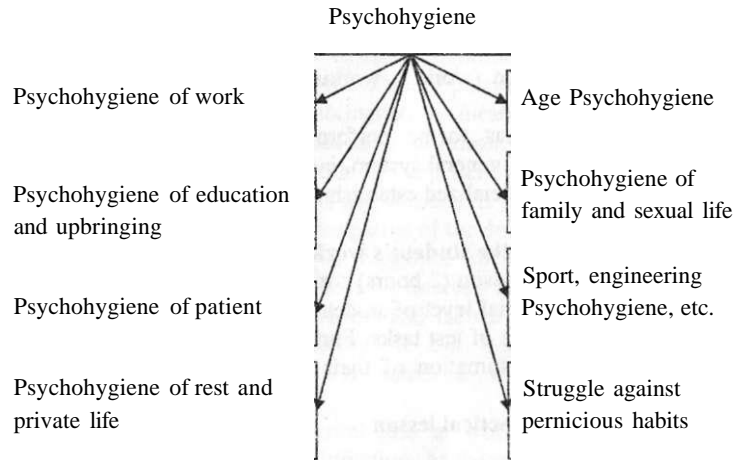 Psychohygiene
Psychohygiene of work
Age Psychohygiene
Psychohygiene of education
and upbringing
Psychohygiene of
family and sexual life
Psychohygiene of patient
Sport, engineering
Psychohygiene, etc.
Psychohygiene of rest and
private life
Struggle against
pernicious habits